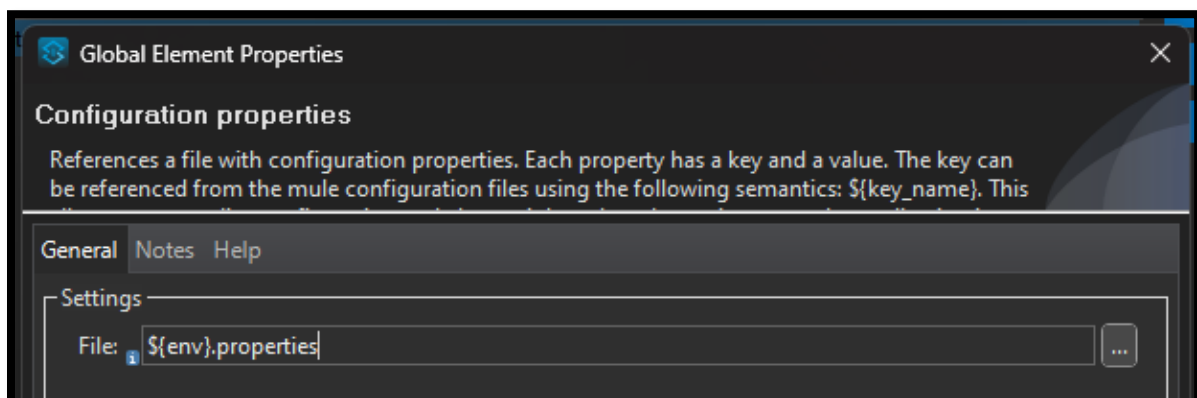 Global Element Properties
Configuration properties
References a file with configuration properties. Each property has a key and a value. The key can
be referenced from the mule configuration files using the following semantics: ${key_name}. This
General Notes Help
Settings
File: ${env}.properties ...